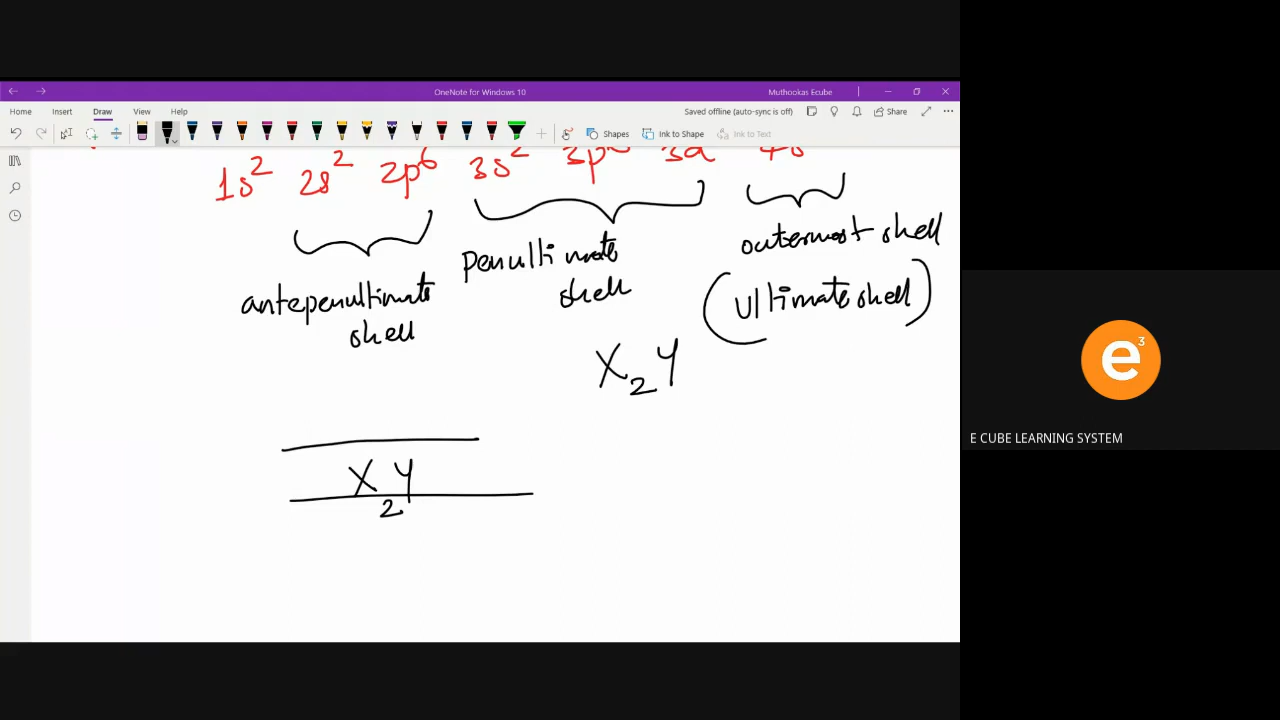 OneNote for Windows 10
Muthookas Ecube
Home Insert Draw View Help
Saved offline (auto-sync is off)
Share
Shapes
Ink to Shape
Ink to Text
1s² 2s² 2p⁶ 3s²
antepenultimate
shell
penultimate
shell
outermost shell
(ultimate shell)
X₂Y
X₂Y
e³
E CUBE LEARNING SYSTEM